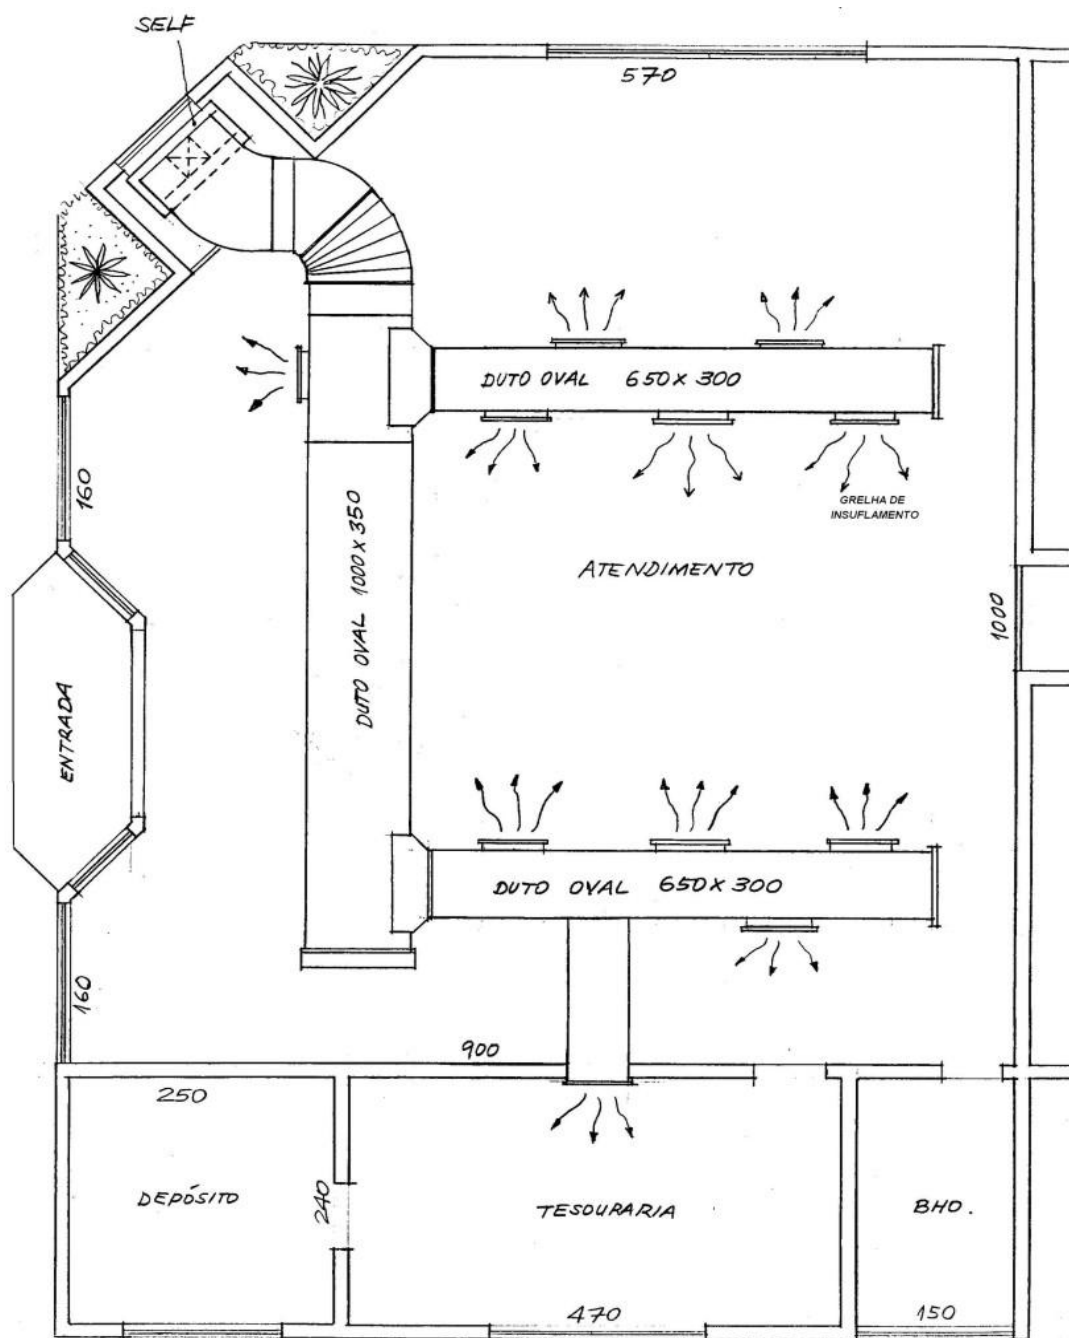 SELF
570
DUTO OVAL 650 X 300
160
GRELHA DE
INSUFLAMENTO
DUTO OVAL 1000 X 350
ATENDIMENTO
1000
ENTRADA
DUTO OVAL 650 X 300
160
900
250
DEPÓSITO
240
TESOURARIA
BHO.
470
150